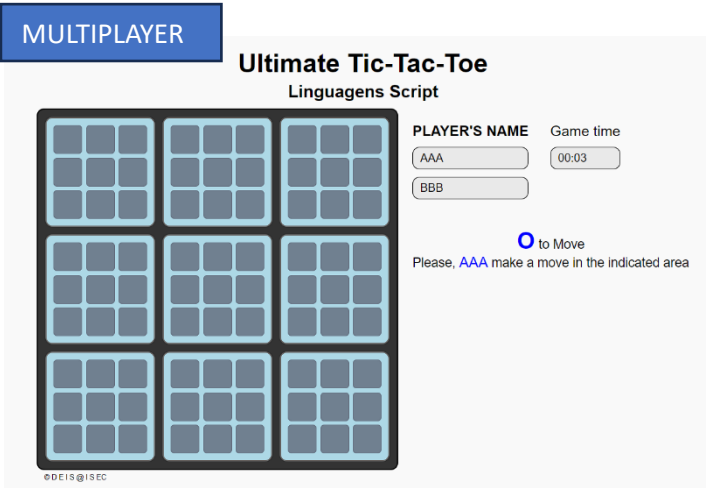 MULTIPLAYER
Ultimate Tic-Tac-Toe
Linguagens Script
PLAYER'S NAME Game time
AAA 00:03
BBB
O to Move
Please, AAA make a move in the indicated area
©DEIS@ISEC